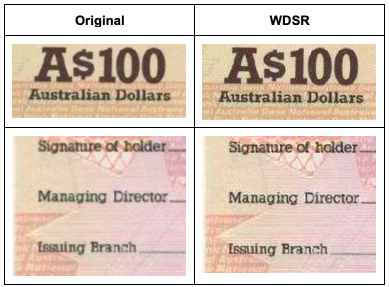 Original WDSR
A$100 A$100
Australian Dollars Australian Dollars
Signature of holder Signature of holder
Managing Director Managing Director
Issuing Branch Issuing Branch